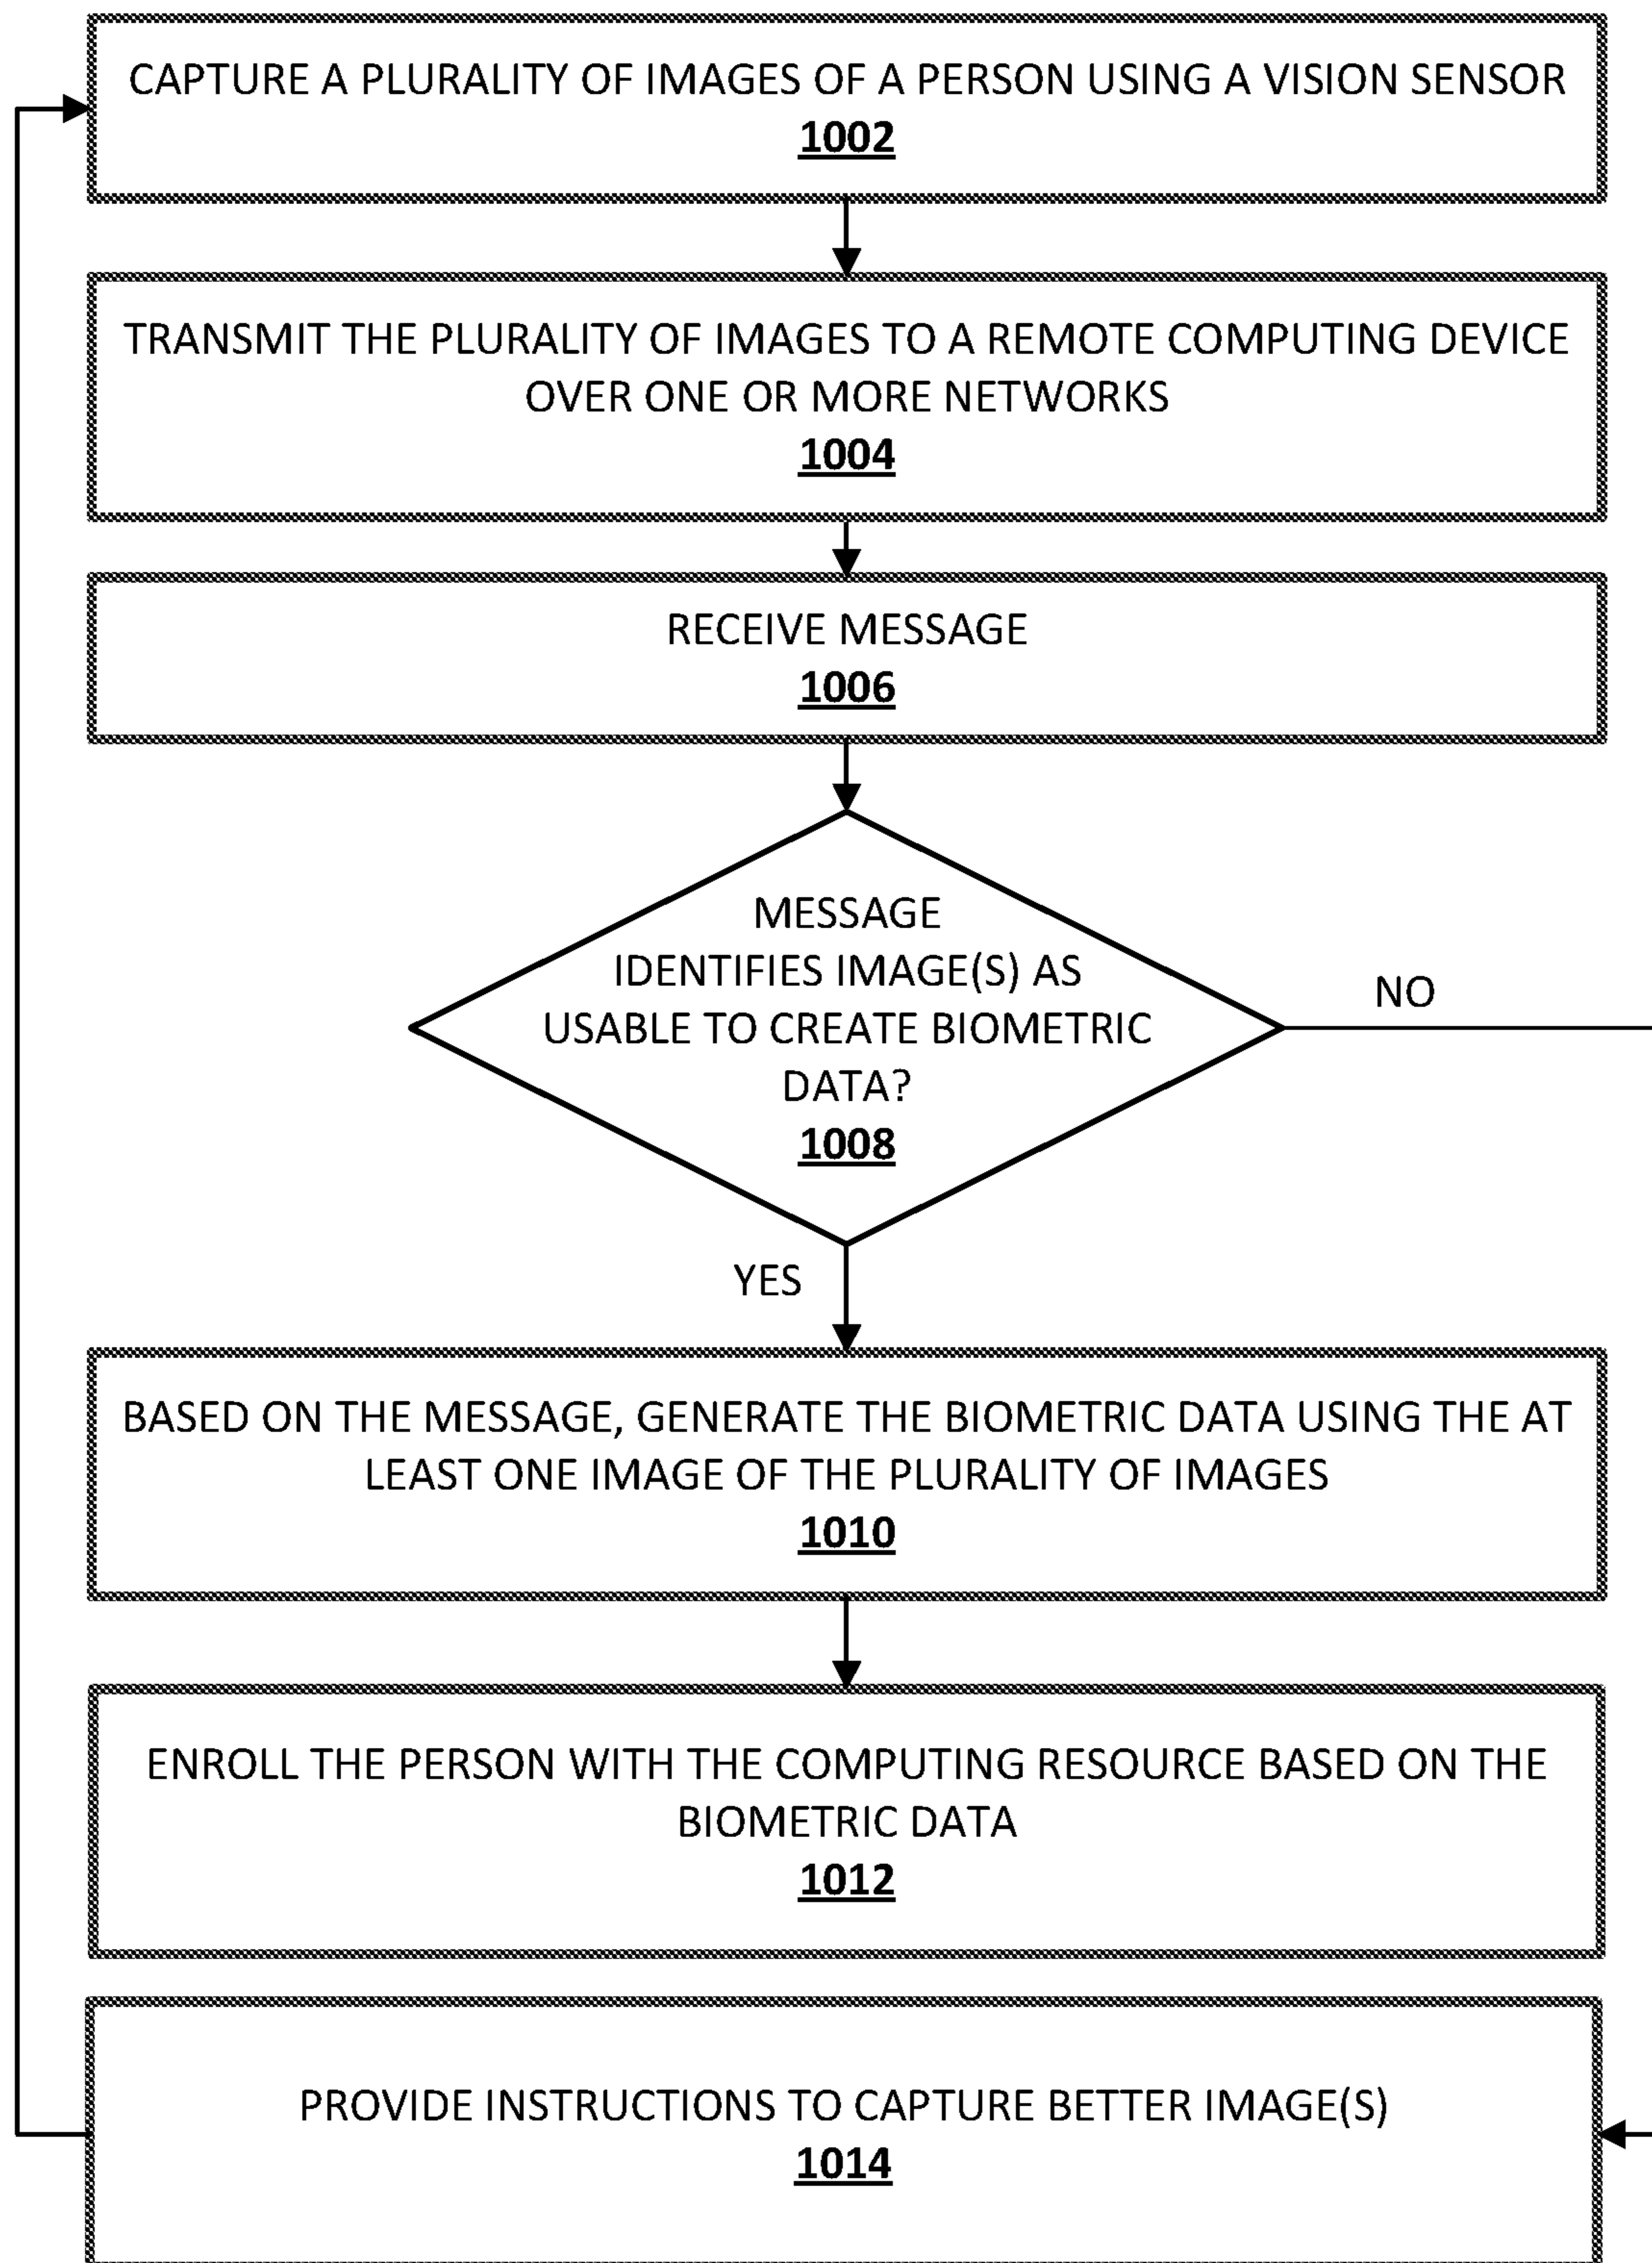 CAPTURE A PLURALITY OF IMAGES OF A PERSON USING A VISION SENSOR
1002
TRANSMIT THE PLURALITY OF IMAGES TO A REMOTE COMPUTING DEVICE
OVER ONE OR MORE NETWORKS
1004
RECEIVE MESSAGE
1006
MESSAGE
IDENTIFIES IMAGE(S) AS
USABLE TO CREATE BIOMETRIC
DATA?
1008
NO
YES
BASED ON THE MESSAGE, GENERATE THE BIOMETRIC DATA USING THE AT
LEAST ONE IMAGE OF THE PLURALITY OF IMAGES
1010
ENROLL THE PERSON WITH THE COMPUTING RESOURCE BASED ON THE
BIOMETRIC DATA
1012
PROVIDE INSTRUCTIONS TO CAPTURE BETTER IMAGE(S)
1014